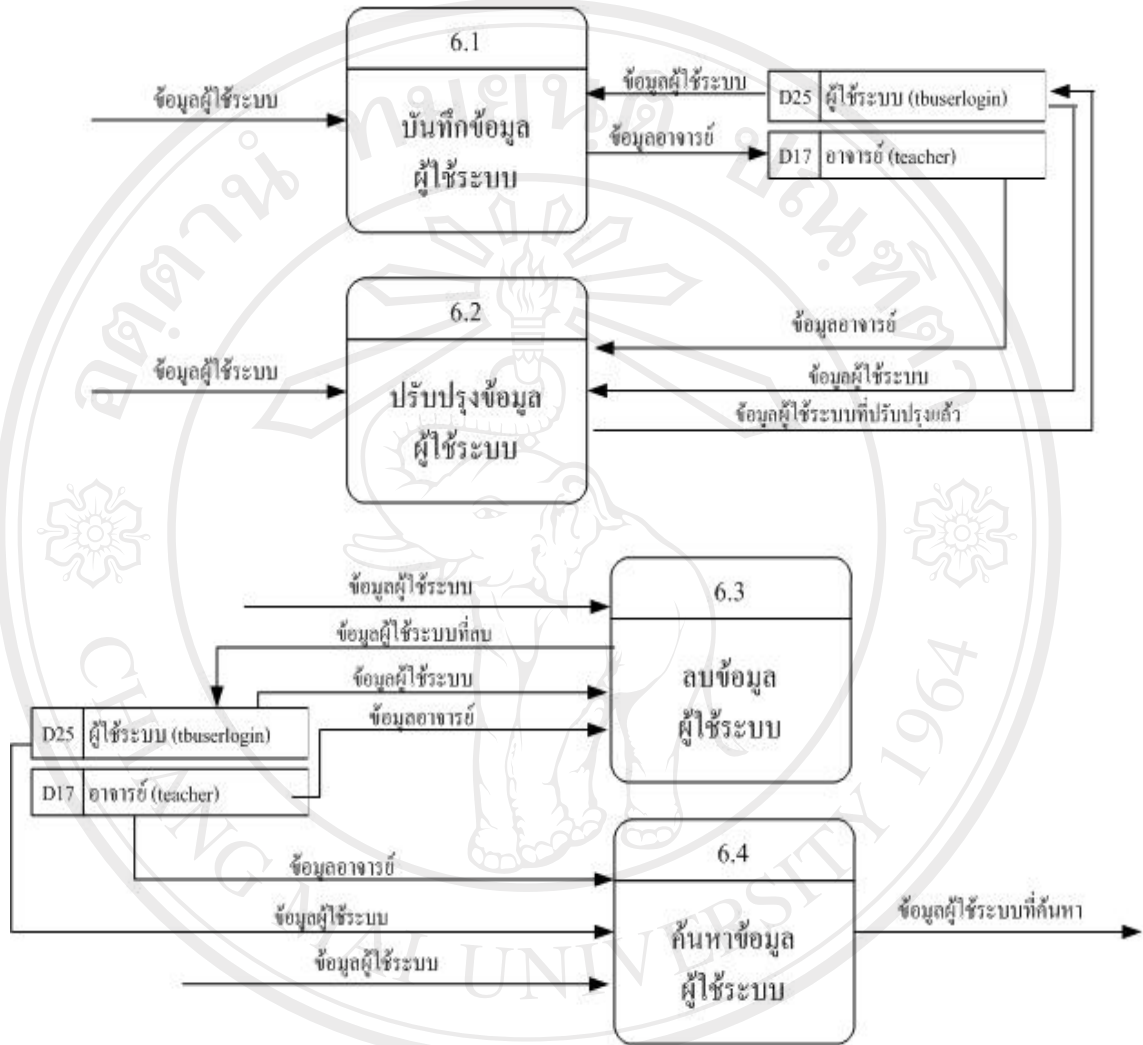 6.1
ข้อมูลผู้ใช้ระบบ
บันทึกข้อมูล
ผู้ใช้ระบบ
ข้อมูลผู้ใช้ระบบ
D25 ผู้ใช้ระบบ (tbuserlogin)
ข้อมูลอาจารย์
D17 อาจารย์ (teacher)
6.2
ข้อมูลผู้ใช้ระบบ
ปรับปรุงข้อมูล
ผู้ใช้ระบบ
ข้อมูลอาจารย์
ข้อมูลผู้ใช้ระบบ
ข้อมูลผู้ใช้ระบบที่ปรับปรุงแล้ว
ข้อมูลผู้ใช้ระบบ
6.3
ข้อมูลผู้ใช้ระบบที่ลบ
ข้อมูลผู้ใช้ระบบ
ลบข้อมูล
ผู้ใช้ระบบ
ข้อมูลอาจารย์
D25 ผู้ใช้ระบบ (tbuserlogin)
D17 อาจารย์ (teacher)
6.4
ข้อมูลอาจารย์
ข้อมูลผู้ใช้ระบบ
ข้อมูลผู้ใช้ระบบ
ค้นหาข้อมูล
ผู้ใช้ระบบ
ข้อมูลผู้ใช้ระบบที่ค้นหา
CHIANG MAI UNIVERSITY 1964